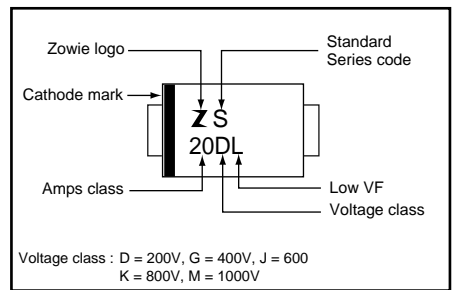 Zowie logo
Standard
Series code
Cathode mark
Z S
20DL
Amps class
Low VF
Voltage class
Voltage class : D = 200V, G = 400V, J = 600
K = 800V, M = 1000V